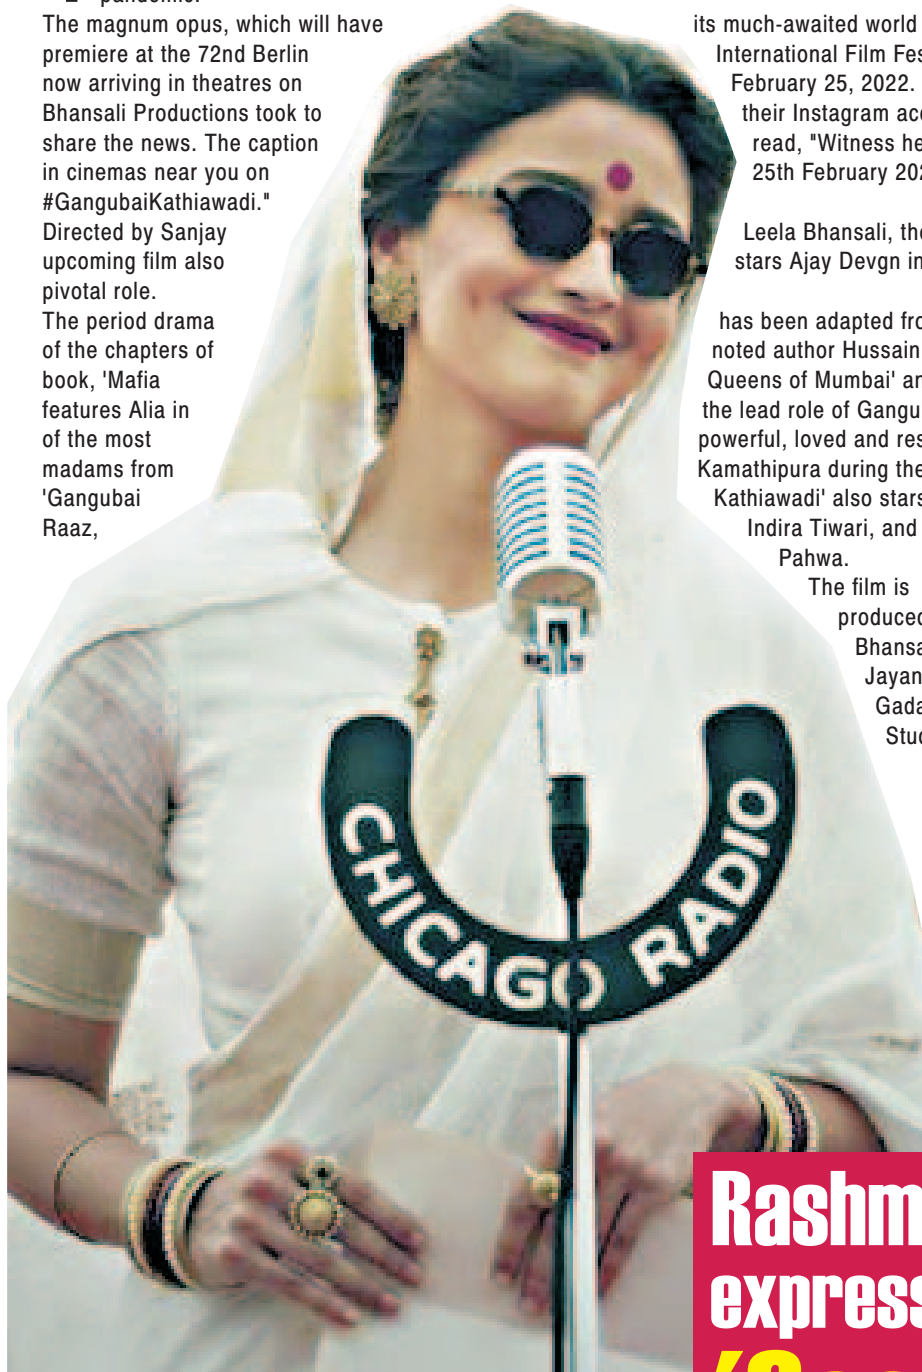 pandemic.
The magnum opus, which will have its much-awaited world
premiere at the 72nd Berlin International Film Fes
now arriving in theatres on February 25, 2022.
Bhansali Productions took to their Instagram acc
share the news. The caption read, "Witness he
in cinemas near you on 25th February 202
#GangubaiKathiawadi."
Directed by Sanjay Leela Bhansali, the
upcoming film also stars Ajay Devgn in
pivotal role.
The period drama has been adapted fro
of the chapters of noted author Hussain
book, 'Mafia Queens of Mumbai' an
features Alia in the lead role of Gangu
of the most powerful, loved and res
madams from Kamathipura during the
'Gangubai Kathiawadi' also stars
Raaz, Indira Tiwari, and
Pahwa.
The film is
produced
Bhansa
Jayan
Gada
Stud
CHICAGO RADIO
Rashm
express